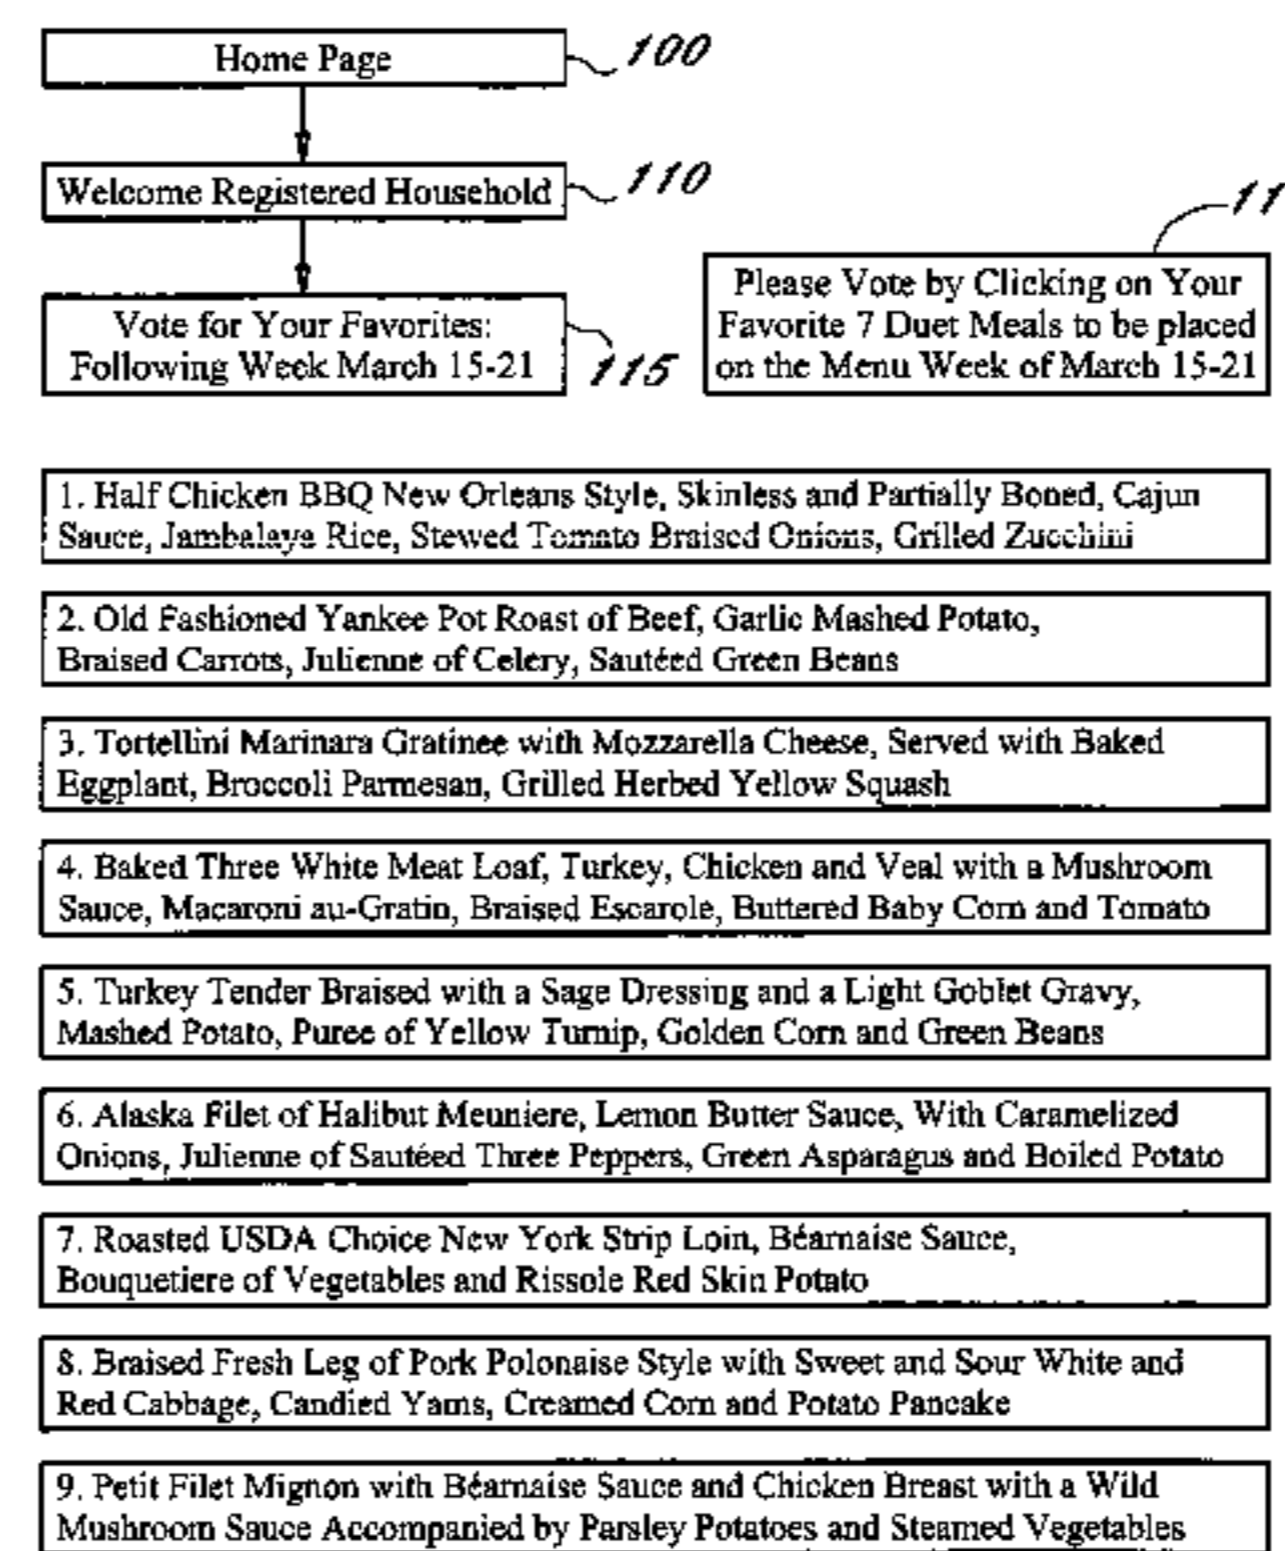 Home Page
100
Welcome Registered Household
110
11
Vote for Your Favorites:
Following Week March 15-21
115
Please Vote by Clicking on Your
Favorite 7 Duet Meals to be placed
on the Menu Week of March 15-21
1. Half Chicken BBQ New Orleans Style, Skinless and Partially Boned, Cajun
Sauce, Jambalaya Rice, Stewed Tomato Braised Onions, Grilled Zucchini
2. Old Fashioned Yankee Pot Roast of Beef, Garlic Mashed Potato,
Braised Carrots, Julienne of Celery, Sautéed Green Beans
3. Tortellini Marinara Gratinee with Mozzarella Cheese, Served with Baked
Eggplant, Broccoli Parmesan, Grilled Herbed Yellow Squash
4. Baked Three White Meat Loaf, Turkey, Chicken and Veal with a Mushroom
Sauce, Macaroni au-Gratin, Braised Escarole, Buttered Baby Corn and Tomato
5. Turkey Tender Braised with a Sage Dressing and a Light Goblet Gravy,
Mashed Potato, Puree of Yellow Turnip, Golden Corn and Green Beans
6. Alaska Filet of Halibut Meuniere, Lemon Butter Sauce, With Caramelized
Onions, Julienne of Sautéed Three Peppers, Green Asparagus and Boiled Potato
7. Roasted USDA Choice New York Strip Loin, Béarnaise Sauce,
Bouquetiere of Vegetables and Rissole Red Skin Potato
8. Braised Fresh Leg of Pork Polonaise Style with Sweet and Sour White and
Red Cabbage, Candied Yams, Creamed Corn and Potato Pancake
9. Petit Filet Mignon with Béarnaise Sauce and Chicken Breast with a Wild
Mushroom Sauce Accompanied by Parsley Potatoes and Steamed Vegetables